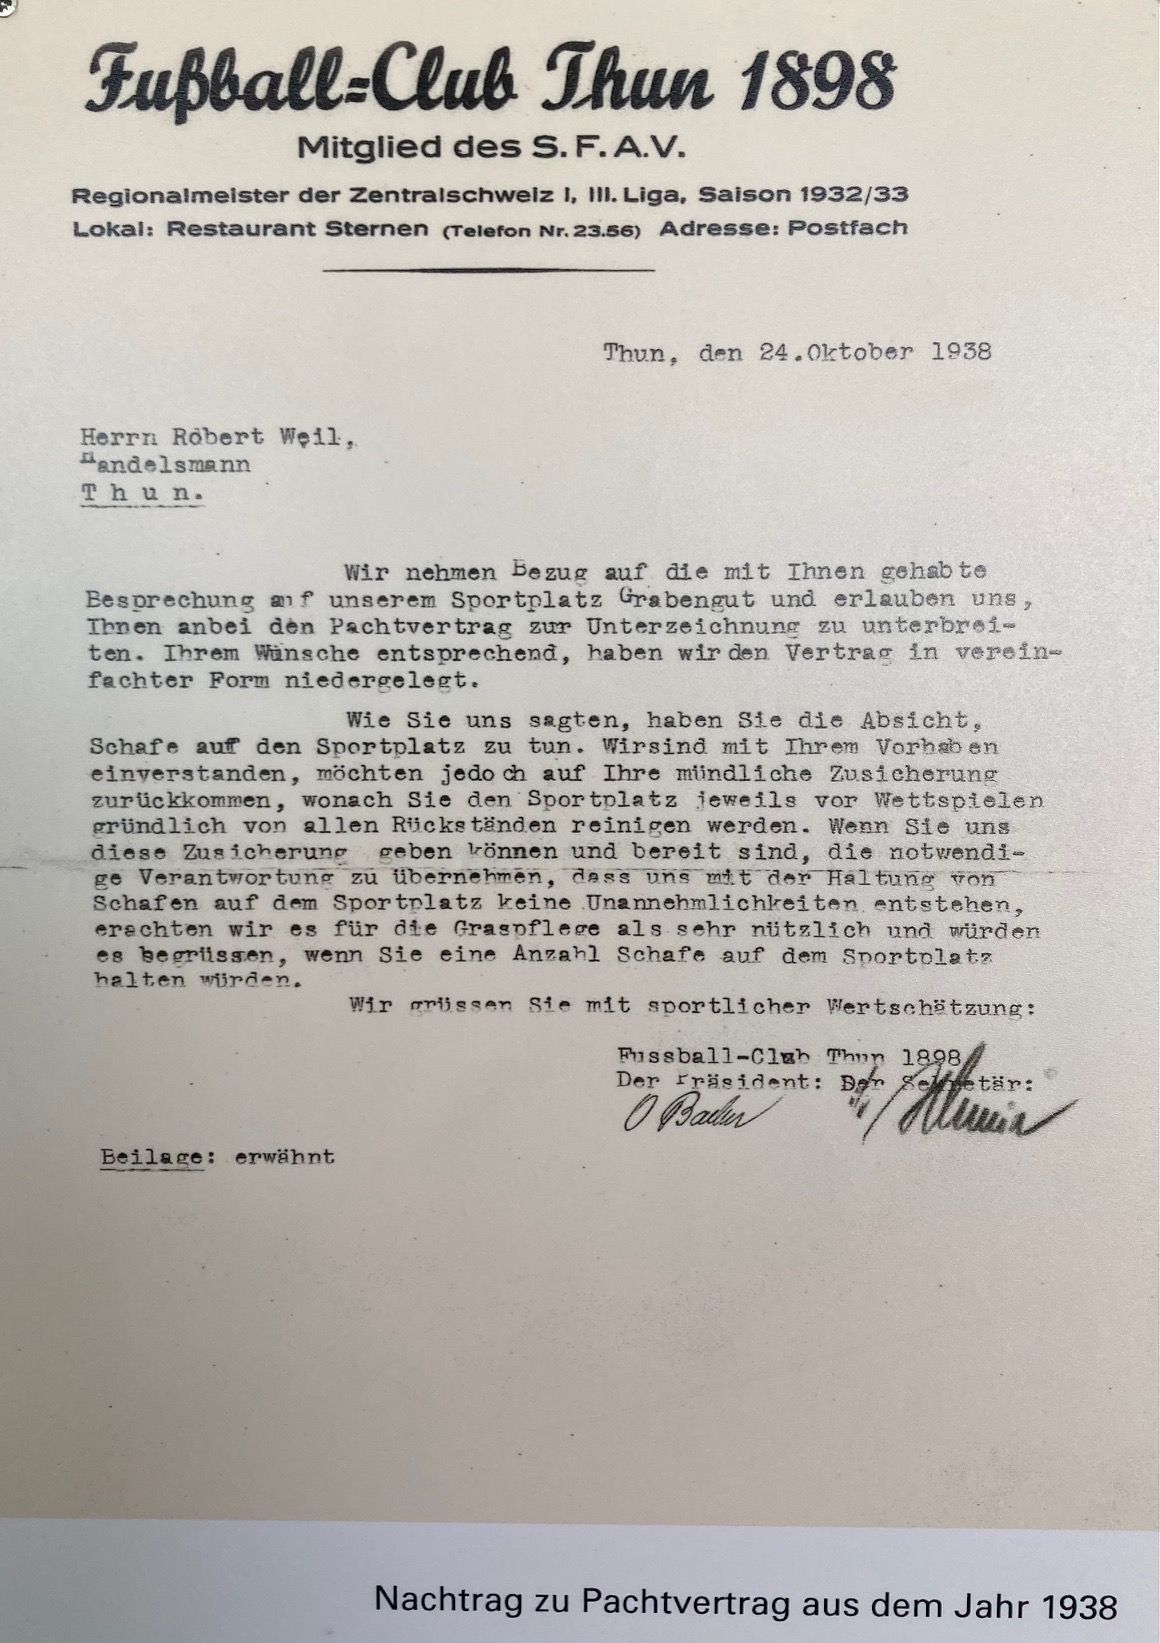 Fußball=Club Thun 1898
Mitglied des S.F.A.V.
Regionalmeister der Zentralschweiz I, III. Liga, Saison 1932/33
Lokal: Restaurant Sternen (Telefon Nr. 23.56) Adresse: Postfach
Thun, den 24.Oktober 1938
Herrn Robert Weil,
Handelsmann
T h u n.
Wir nehmen Bezug auf die mit Ihnen gehabte
Besprechung auf unserem Sportplatz Grabengut und erlauben uns,
Ihnen anbei den Pachtvertrag zur Unterzeichnung zu unterbrei-
ten. Ihrem Wunsche entsprechend, haben wir den Vertrag in verein-
fachter Form niedergelegt.
Wie Sie uns sagten, haben Sie die Absicht,
Schafe auf den Sportplatz zu tun. Wirsind mit Ihrem Vorhaben
einverstanden, möchten jedoch auf Ihre mündliche Zusicherung
zurückkommen, wonach Sie den Sportplatz jeweils vor Wettspielen
gründlich von allen Rückständen reinigen werden. Wenn Sie uns
diese Zusicherung geben können und bereit sind, die notwendi-
ge Verantwortung zu übernehmen, dass uns mit der Haltung von
Schafen auf dem Sportplatz keine Unannehmlichkeiten entstehen,
erachten wir es für die Graspflege als sehr nützlich und würden
es begrüssen, wenn Sie eine Anzahl Schafe auf dem Sportplatz
halten würden.
Wir grüssen Sie mit sportlicher Wertschätzung:
Fussball-Club Thun 1898
Der Präsident: Der Sekretär:
Beilage: erwähnt
Nachtrag zu Pachtvertrag aus dem Jahr 1938